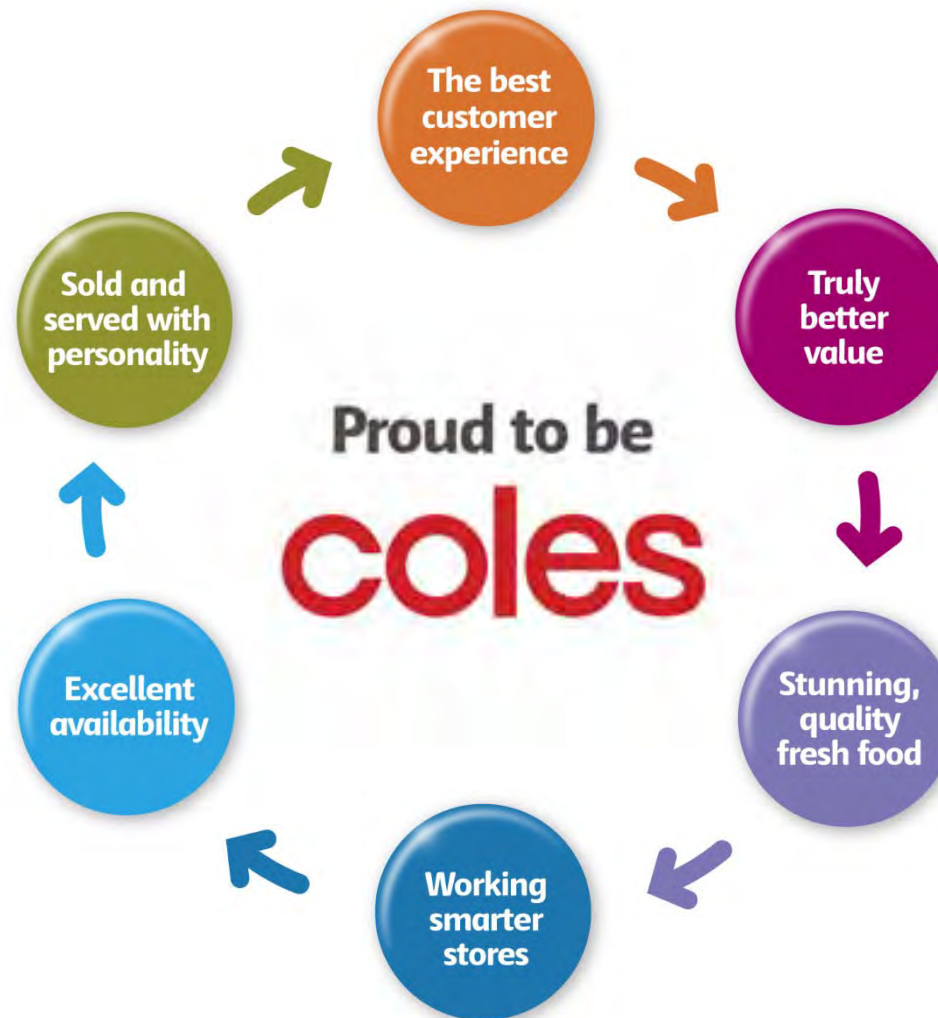 The best
customer
experience
Truly
better
value
Stunning,
quality
fresh food
Working
smarter
stores
Excellent
availability
Sold and
served with
personality
Proud to be
coles